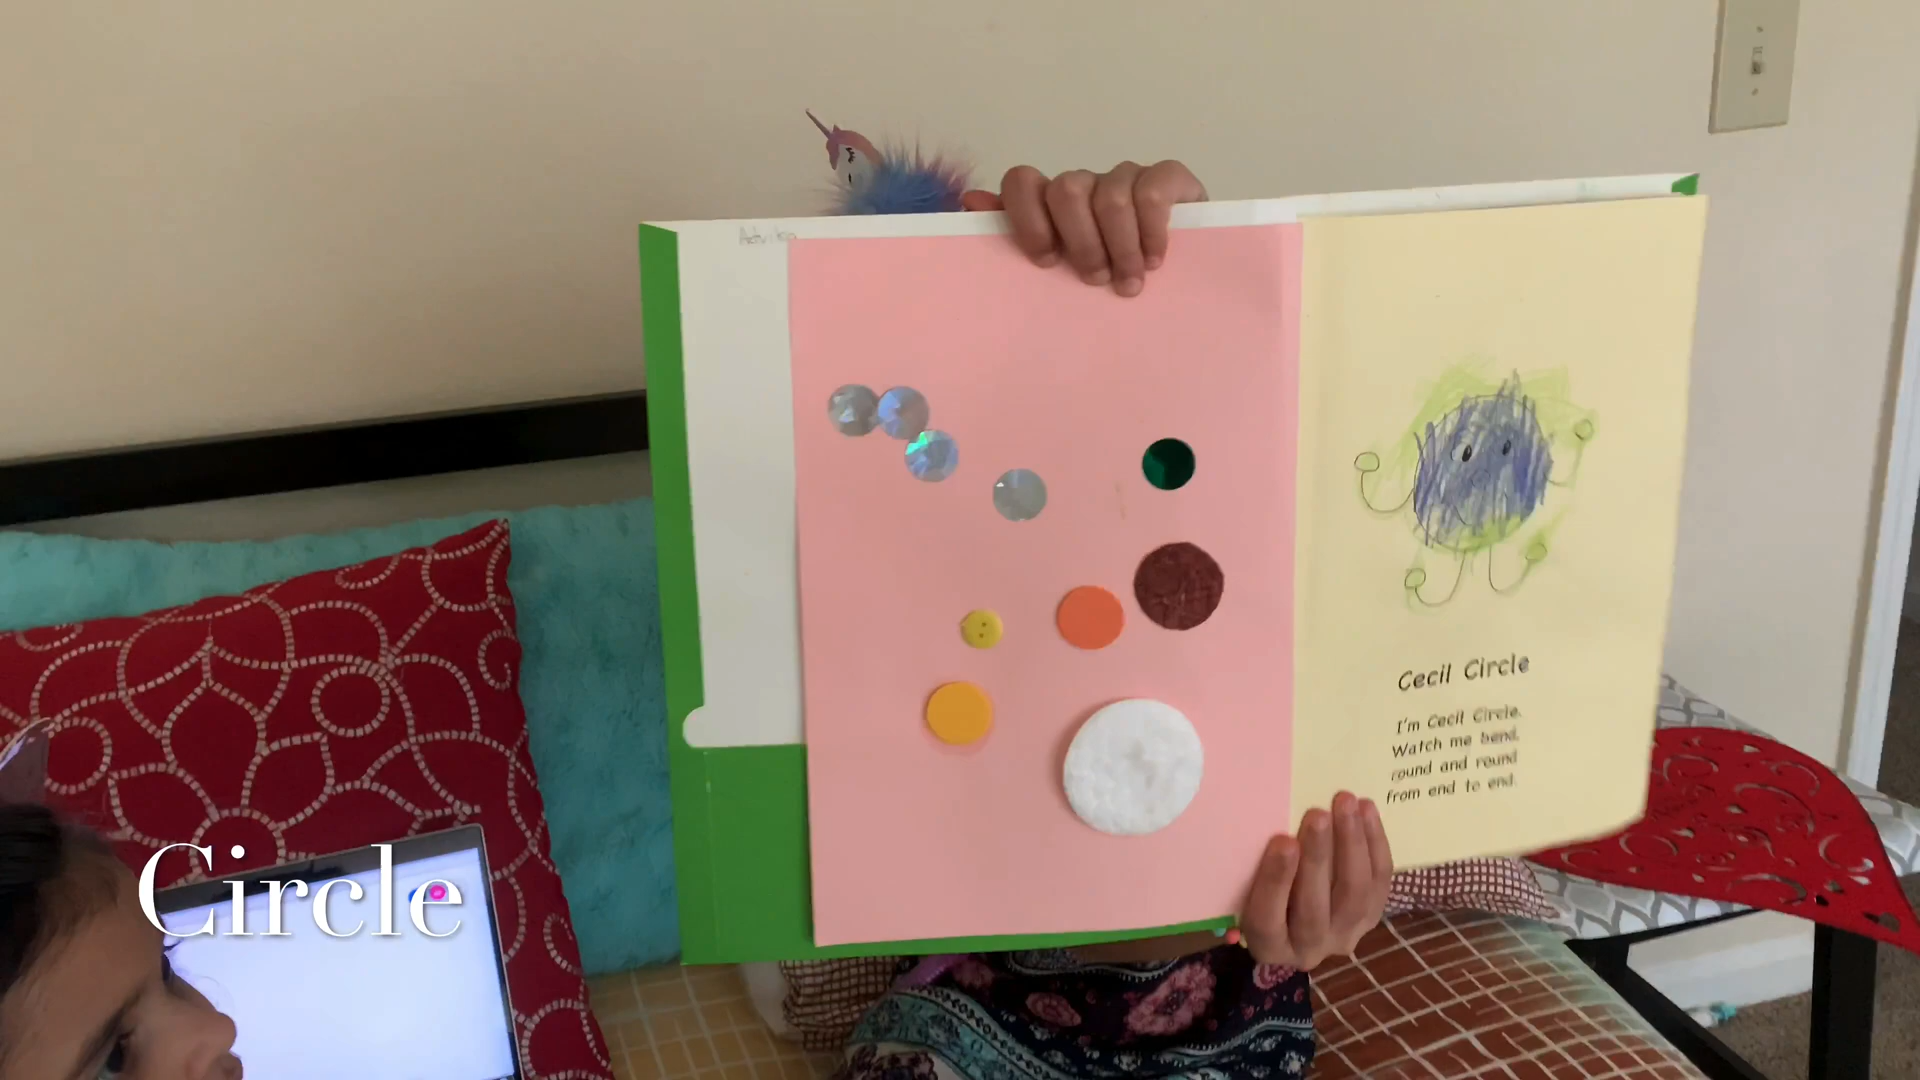 Cecil Circle
I'm Cecil Circle.
Watch me bend,
round and round
from end to end.
Circle